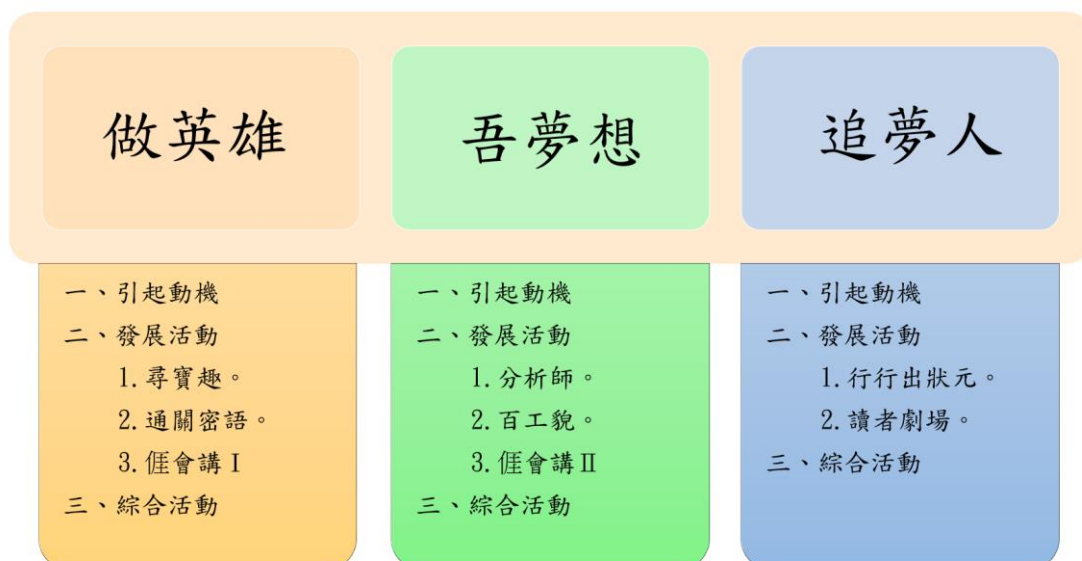 做英雄
一、引起動機
二、發展活動
1.尋寶趣。
2.通關密語。
3.𠊎會講Ⅰ
三、綜合活動
吾夢想
一、引起動機
二、發展活動
1.分析師。
2.百工貌。
3.𠊎會講Ⅱ
三、綜合活動
追夢人
一、引起動機
二、發展活動
1.行行出狀元。
2.讀者劇場。
三、綜合活動